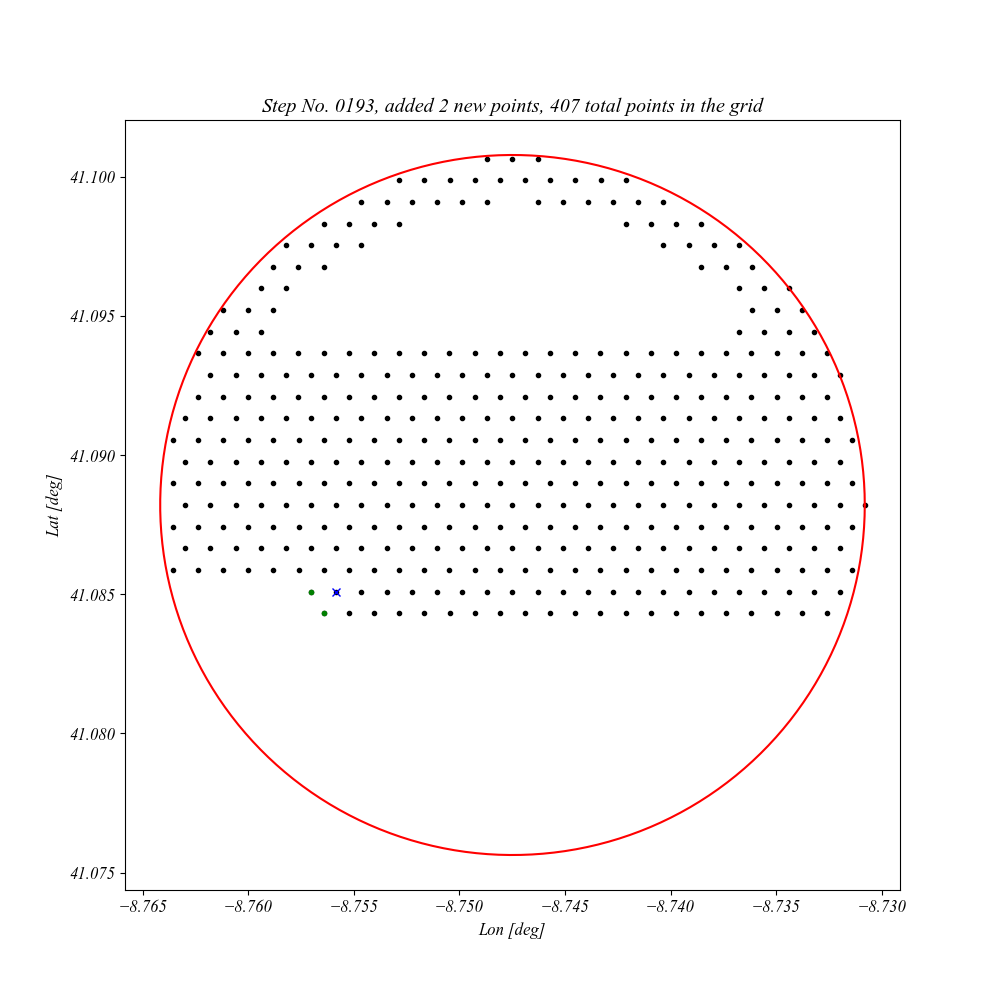 Step No. 0193, added 2 new points, 407 total points in the grid
41.100
41.095
41.090
41.085
41.080
41.075
Lat [deg]
−8.765 −8.760 −8.755 −8.750 −8.745 −8.740 −8.735 −8.730
Lon [deg]